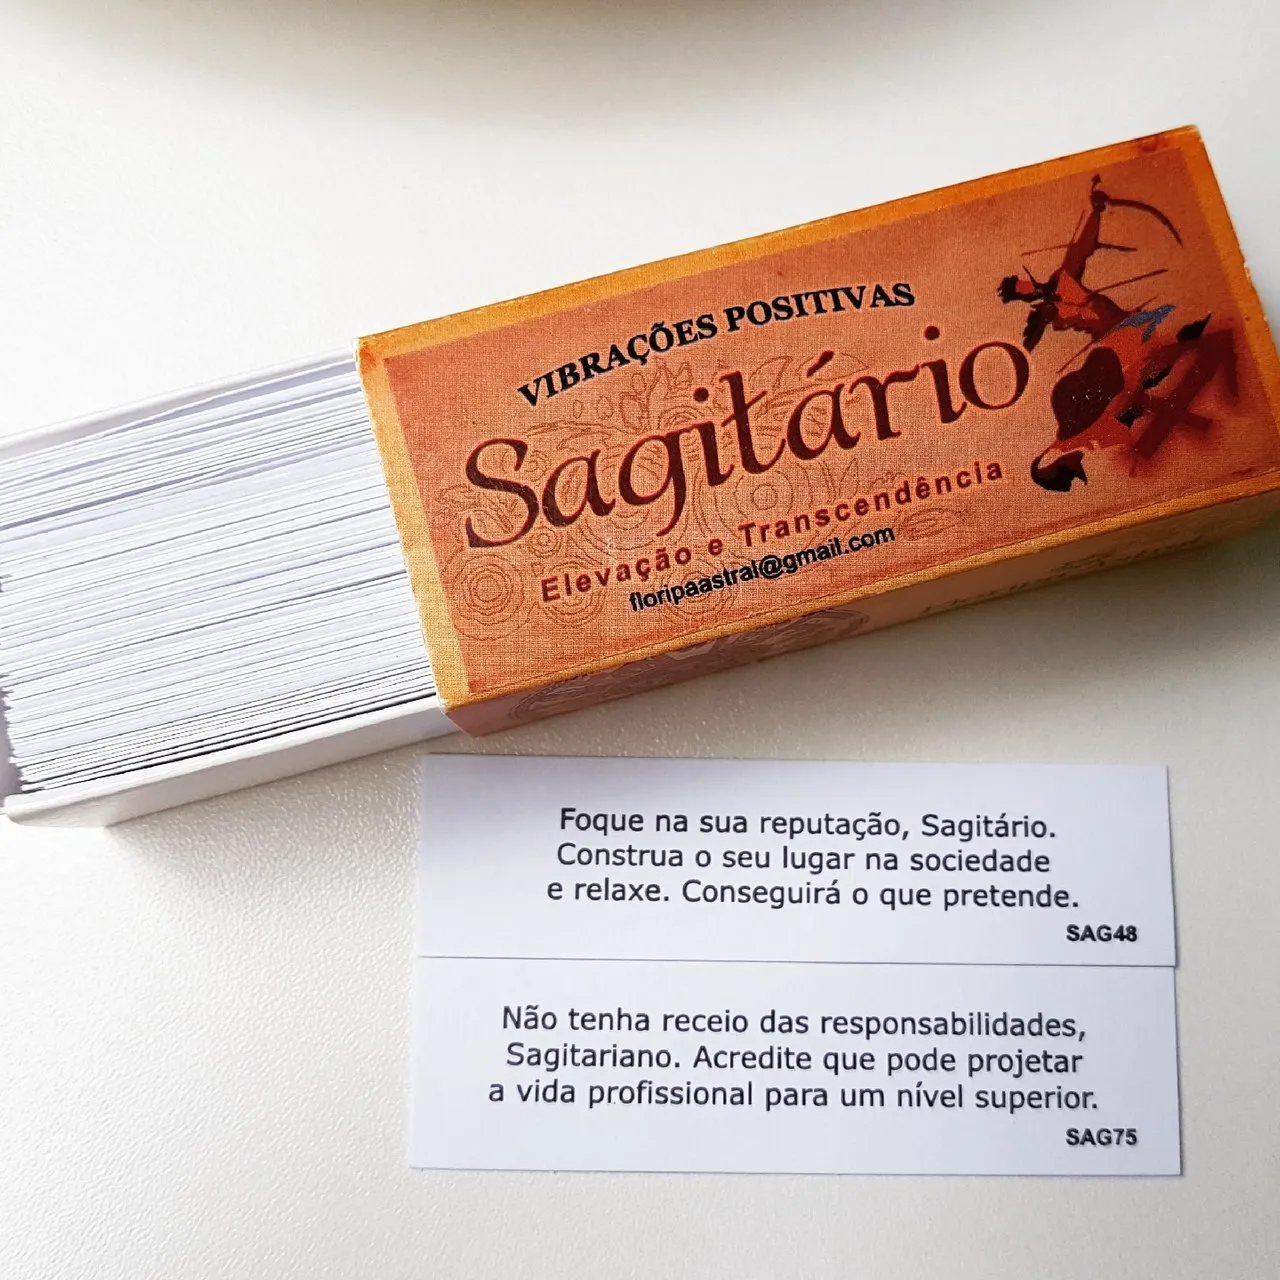 VIBRAÇÕES POSITIVAS
Sagitário
Elevação e Transcendência
floripaastral@gmail.com
Foque na sua reputação, Sagitário.
Construa o seu lugar na sociedade
e relaxe. Conseguirá o que pretende.
SAG48
Não tenha receio das responsabilidades,
Sagitariano. Acredite que pode projetar
a vida profissional para um nível superior.
SAG75